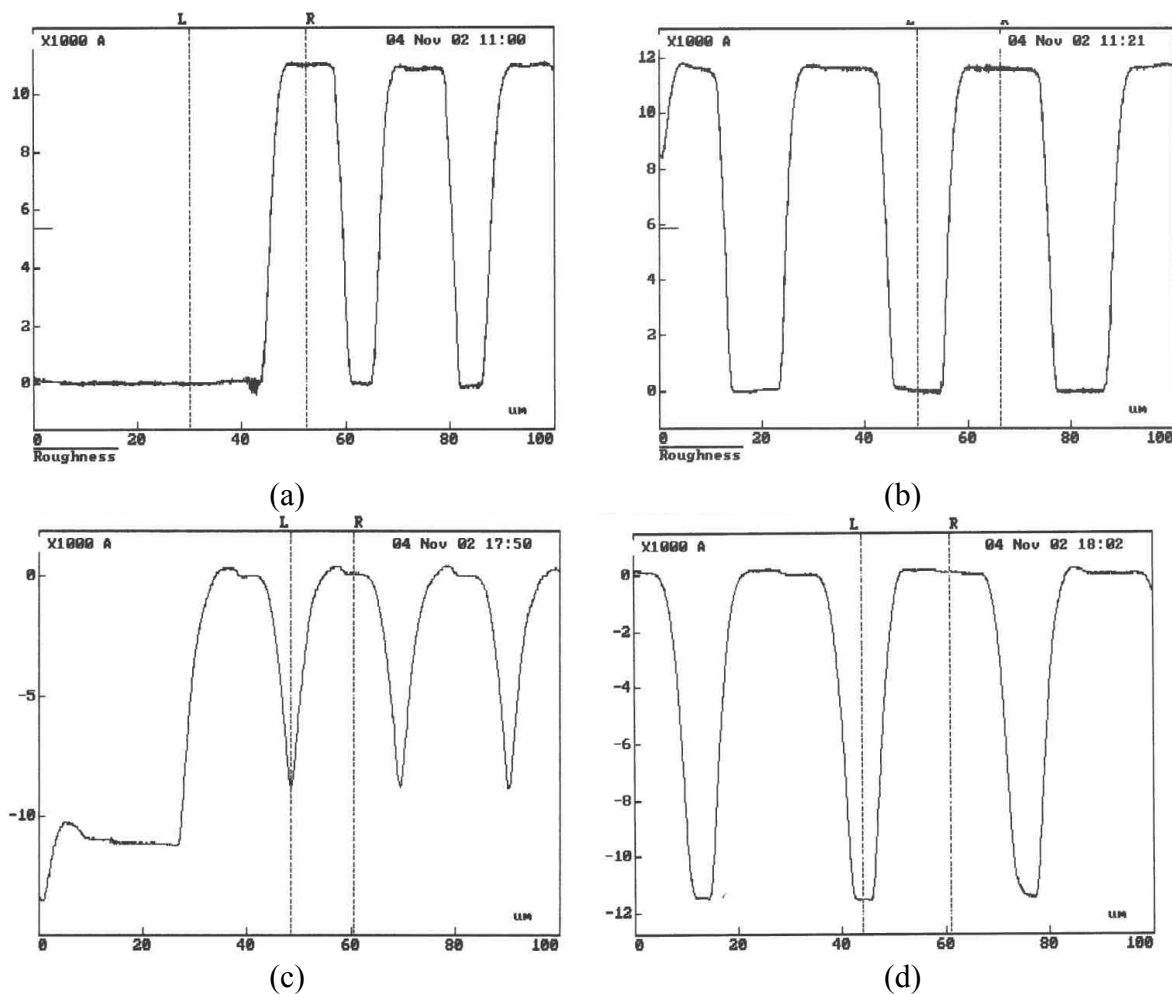 L R
X1000 A 04 Nov 02 11:00
10
8
6
4
2
0
uM
0 20 40 60 80 100
Roughness
(a)
L R
X1000 A 04 Nov 02 11:21
12
10
8
6
4
2
0
uM
0 20 40 60 80 100
Roughness
(b)
L R
X1000 A 04 Nov 02 17:50
0
-5
-10
uM
0 20 40 60 80 100
(c)
L R
X1000 A 04 Nov 02 18:02
0
-2
-4
-6
-8
-10
-12
uM
0 20 40 60 80 100
(d)